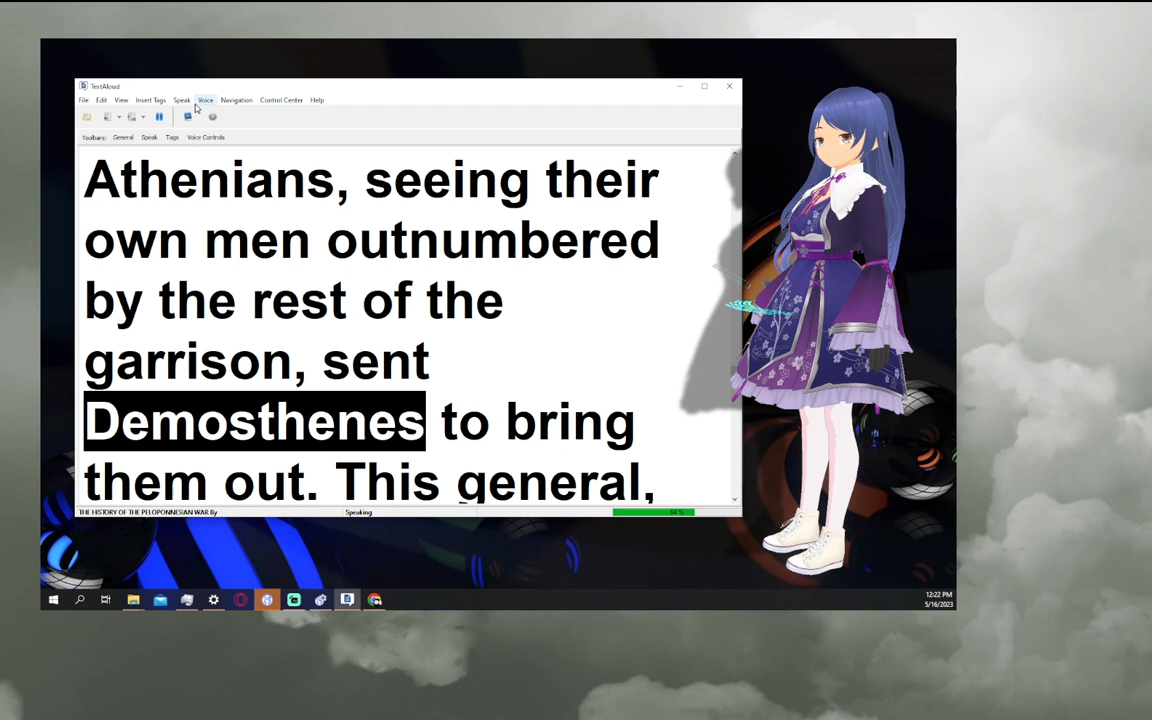 TextAloud
File Edit View Insert Tags Speak Voice Navigation Control Center Help
Toolbars: General Speak Tags Voice Controls
Athenians, seeing their
own men outnumbered
by the rest of the
garrison, sent
Demosthenes to bring
them out. This general,
THE HISTORY OF THE PELOPONNESIAN WAR By Speaking 64 %
12:22 PM
5/16/2023